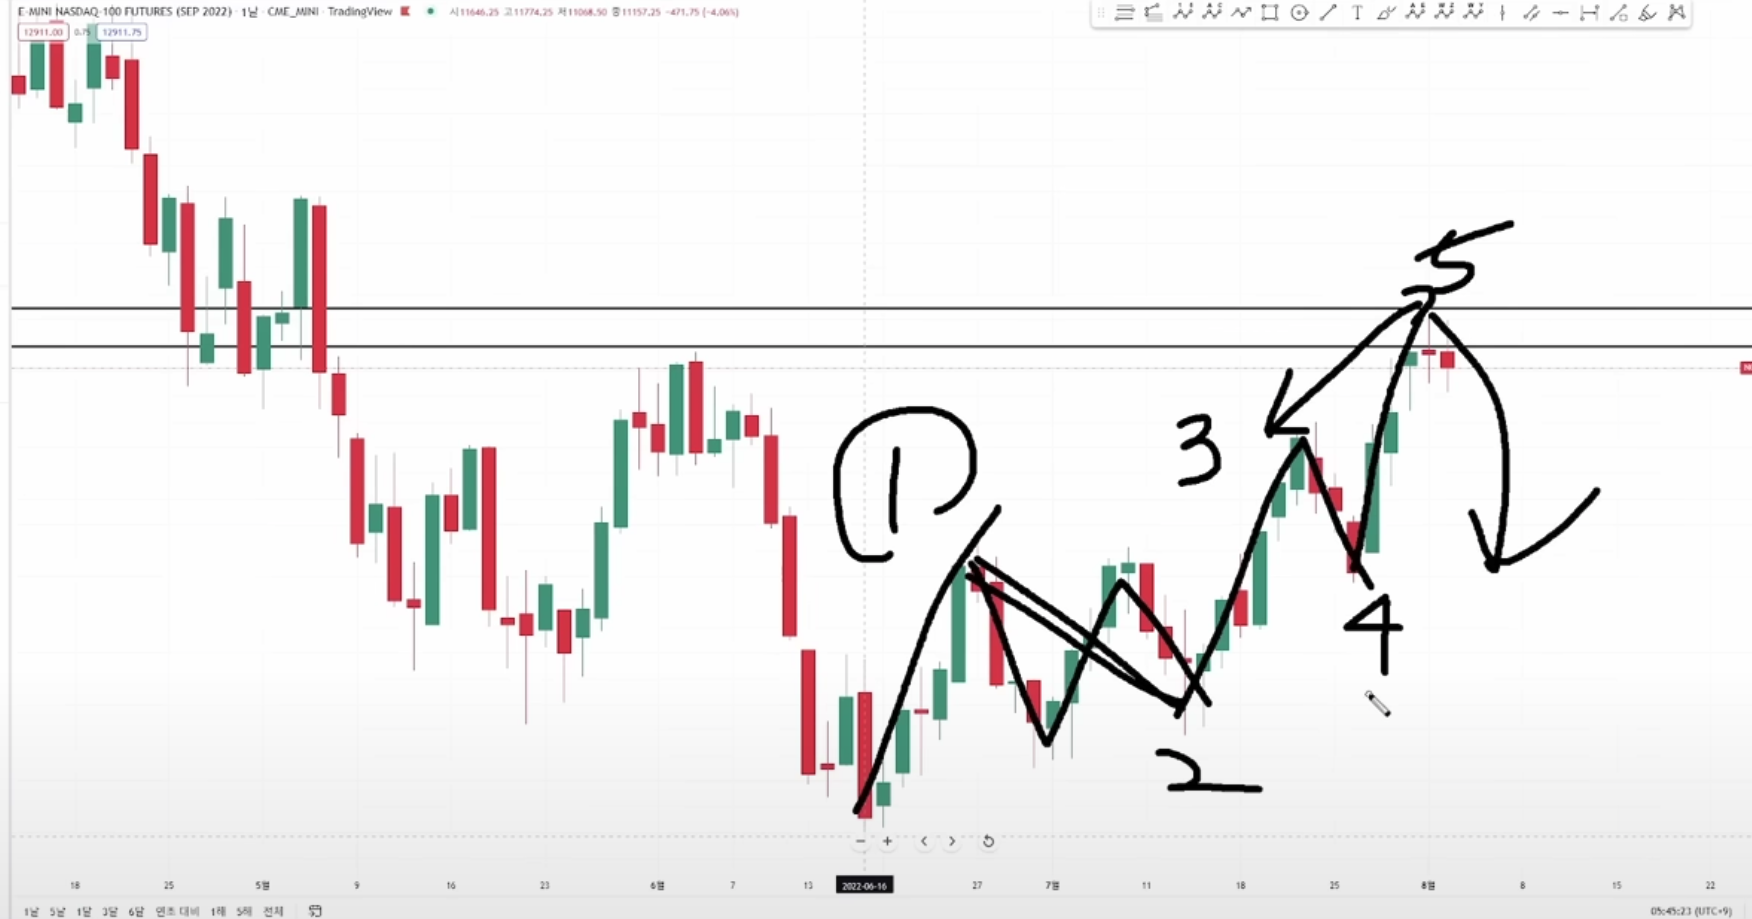 E-MINI NASDAQ-100 FUTURES (SEP 2022) · 1날 · CME_MINI · TradingView 시11646.25 고11774.25 저11068.50 종11157.25 -471.75 (-4.06%)
12911.00 0.75 12911.75
5
3
1
4
2
18 25 5월 9 16 23 6월 7 13 2022-06-16 27 7월 11 18 25 8월 8 15 22
1날 5날 1달 3달 6달 연초 대비 1해 5해 전체 05:45:23 (UTC+9)